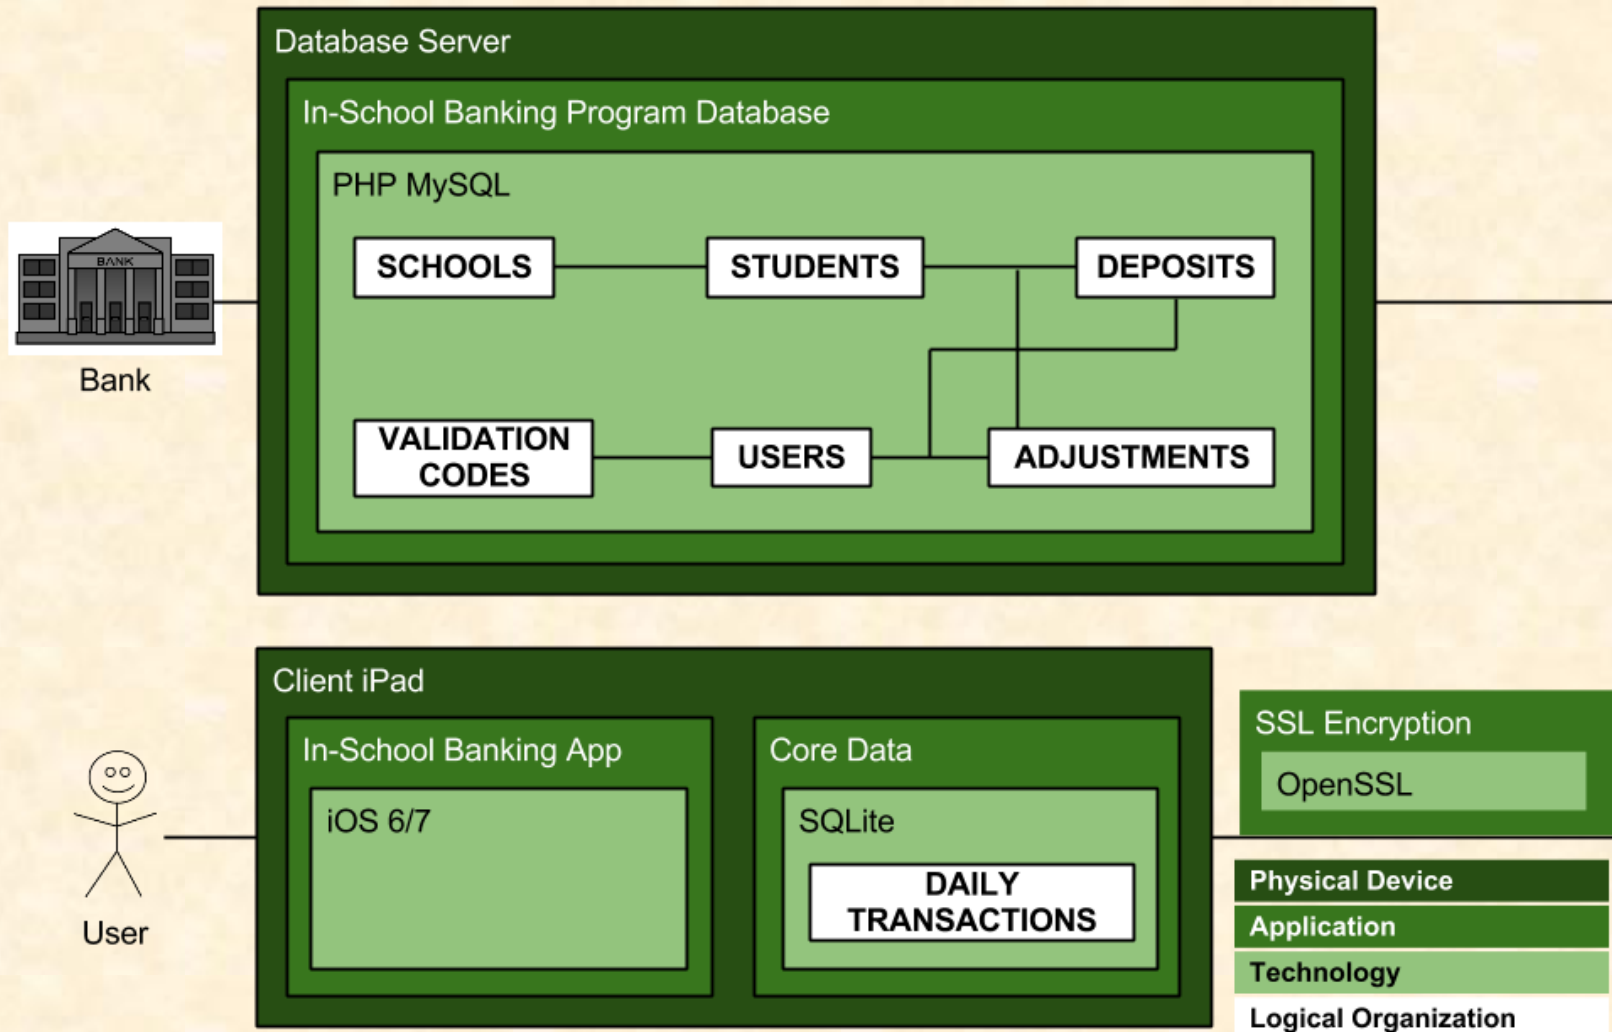 Database Server
In-School Banking Program Database
PHP MySQL
SCHOOLS
STUDENTS
DEPOSITS
BANK
Bank
VALIDATION
CODES
USERS
ADJUSTMENTS
Client iPad
In-School Banking App
iOS 6/7
Core Data
SQLite
DAILY
TRANSACTIONS
User
SSL Encryption
OpenSSL
Physical Device
Application
Technology
Logical Organization